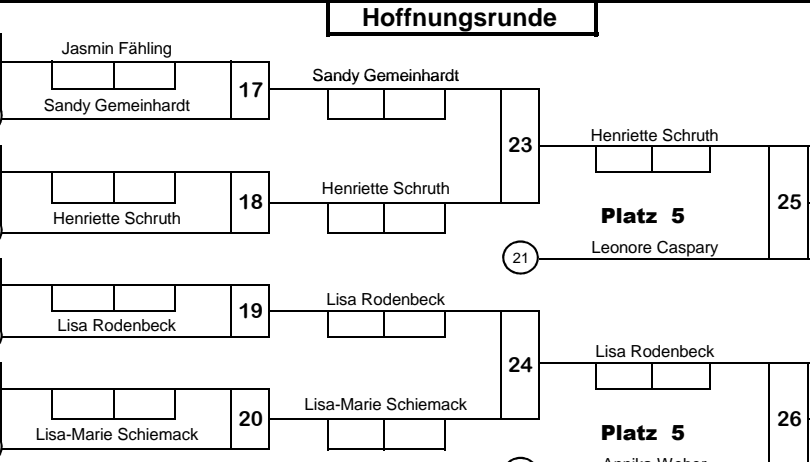 Hoffnungsrunde
Jasmin Fähling
Sandy Gemeinhardt
17
Sandy Gemeinhardt
23
Henriette Schruth
Henriette Schruth
18
Henriette Schruth
Platz 5
25
21
Leonore Caspary
Lisa Rodenbeck
19
Lisa Rodenbeck
24
Lisa Rodenbeck
Lisa-Marie Schiemack
20
Lisa-Marie Schiemack
Platz 5
26